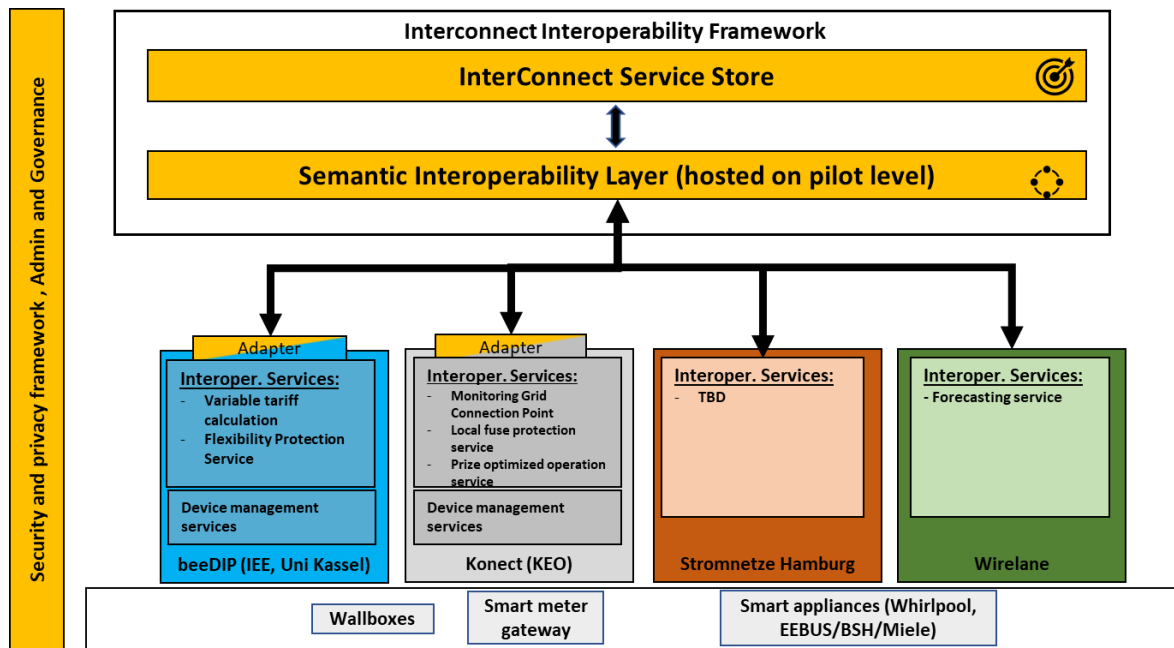 Security and privacy framework , Admin and Governance
Interconnect Interoperability Framework
InterConnect Service Store
Semantic Interoperability Layer (hosted on pilot level)
Adapter
Interoper. Services:
- Variable tariff
calculation
- Flexibility Protection
Service
Device management
services
beeDIP (IEE, Uni Kassel)
Adapter
Interoper. Services:
- Monitoring Grid
Connection Point
- Local fuse protection
service
- Prize optimized operation
service
Device management
services
Konect (KEO)
Interoper. Services:
- TBD
Stromnetze Hamburg
Interoper. Services:
- Forecasting service
Wirelane
Wallboxes
Smart meter
gateway
Smart appliances (Whirlpool,
EEBUS/BSH/Miele)